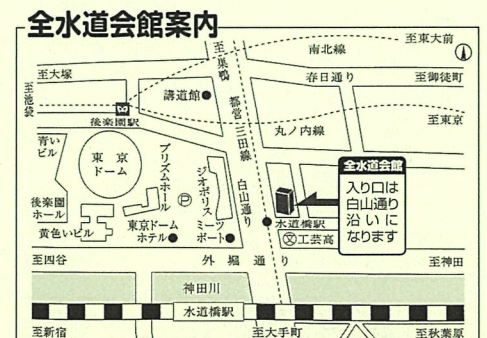 全水道会館案内
至東大前
南北線
至巣鴨
至大塚
春日通り
至御徒町
至池袋
講道館
都営三田線
後楽園駅
至東京
丸ノ内線
青い
ビル
東京
ドーム
プリズムホール
ジオポリス
白山通り
全水道会館
入り口は
白山通り
沿いに
なります
P
後楽園
ホール
黄色いビル
東京ドーム
ホテル
ミーツ
ポート
水道橋駅
文工芸高
至四谷
外堀通り
至神田
神田川
水道橋駅
至新宿
至大手町
至秋葉原